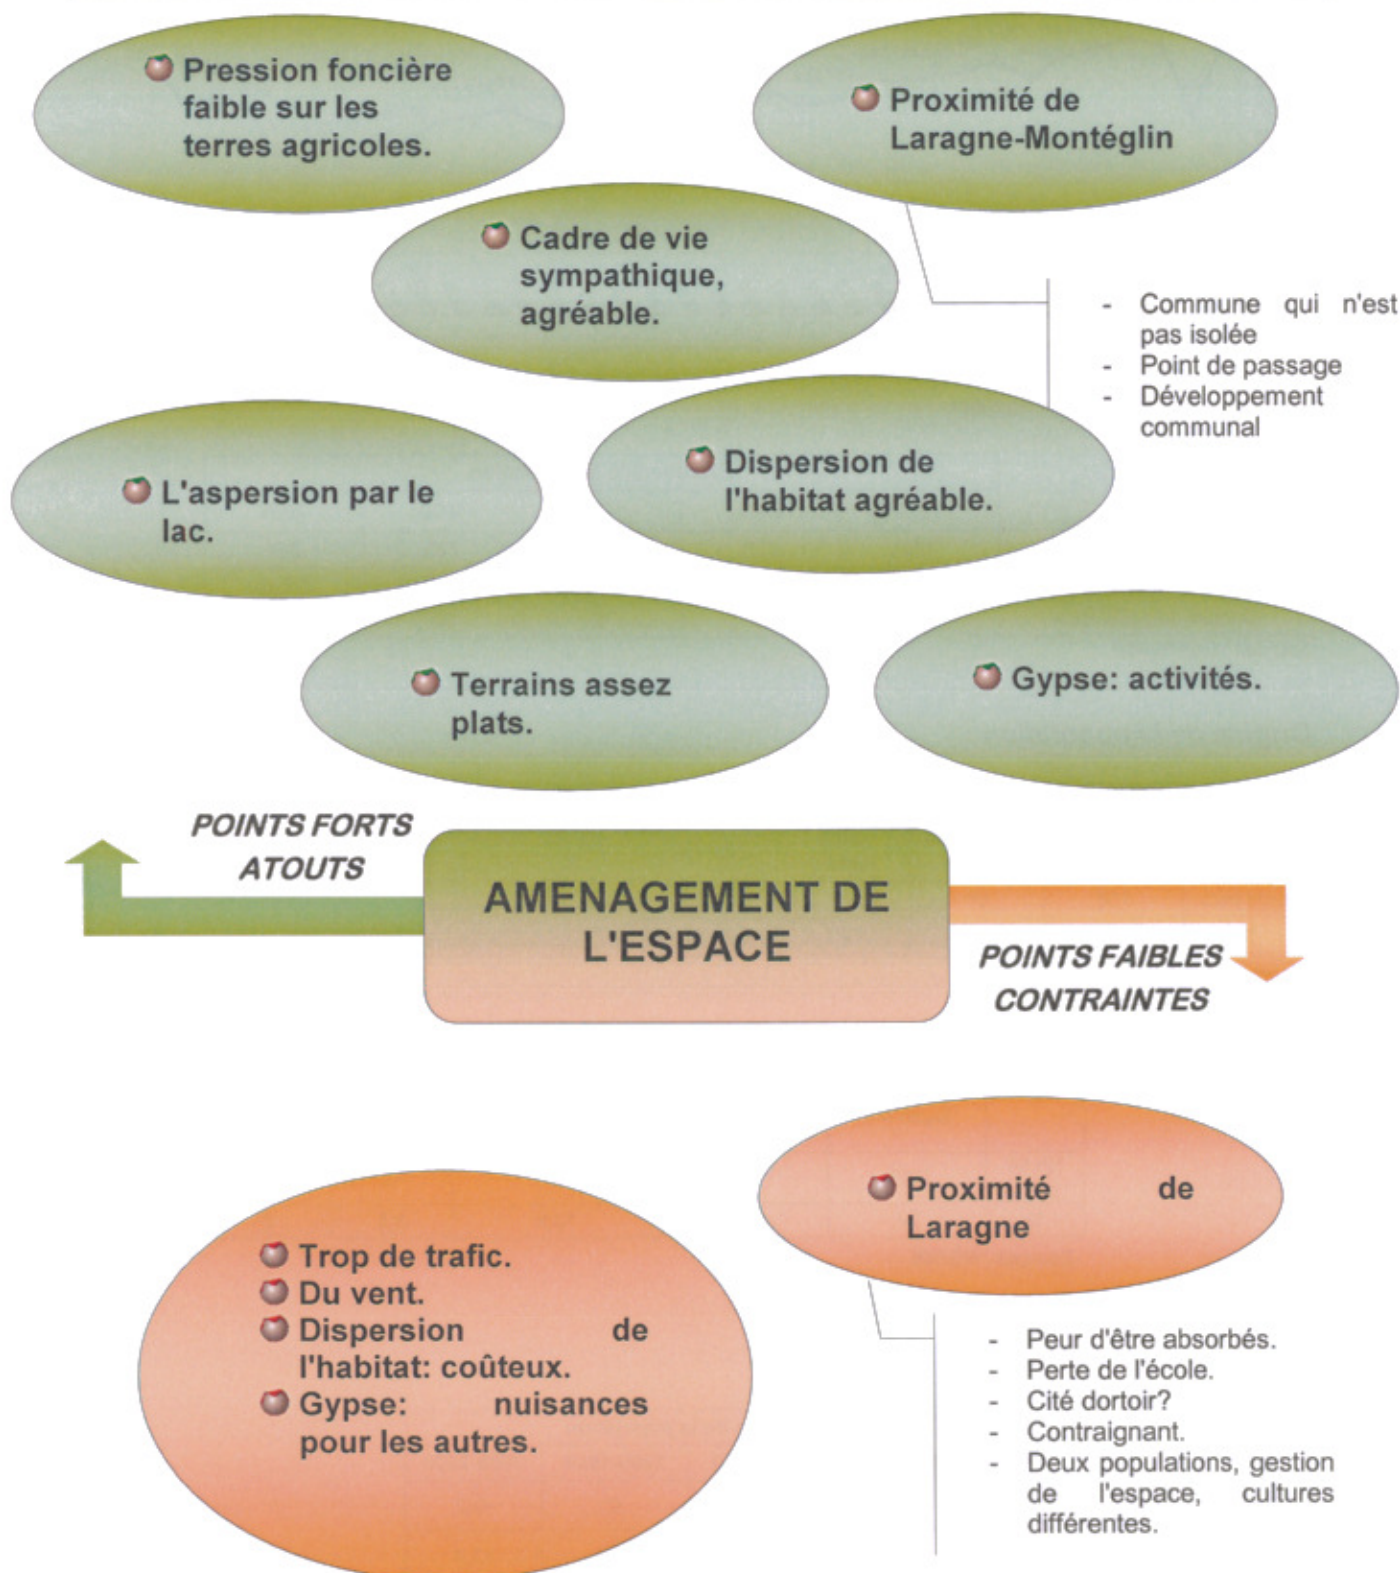 Pression foncière
faible sur les
terres agricoles.
Proximité de
Laragne-Montéglin
Cadre de vie
sympathique,
agréable.
- Commune qui n'est
pas isolée
- Point de passage
- Développement
communal
L'aspersion par le
lac.
Dispersion de
l'habitat agréable.
Terrains assez
plats.
Gypse: activités.
POINTS FORTS
ATOUTS
AMENAGEMENT DE
L'ESPACE
POINTS FAIBLES
CONTRAINTES
Proximité de
Laragne
Trop de trafic.
Du vent.
Dispersion de
l'habitat: coûteux.
Gypse: nuisances
pour les autres.
- Peur d'être absorbés.
- Perte de l'école.
- Cité dortoir?
- Contraignant.
- Deux populations, gestion
de l'espace, cultures
différentes.